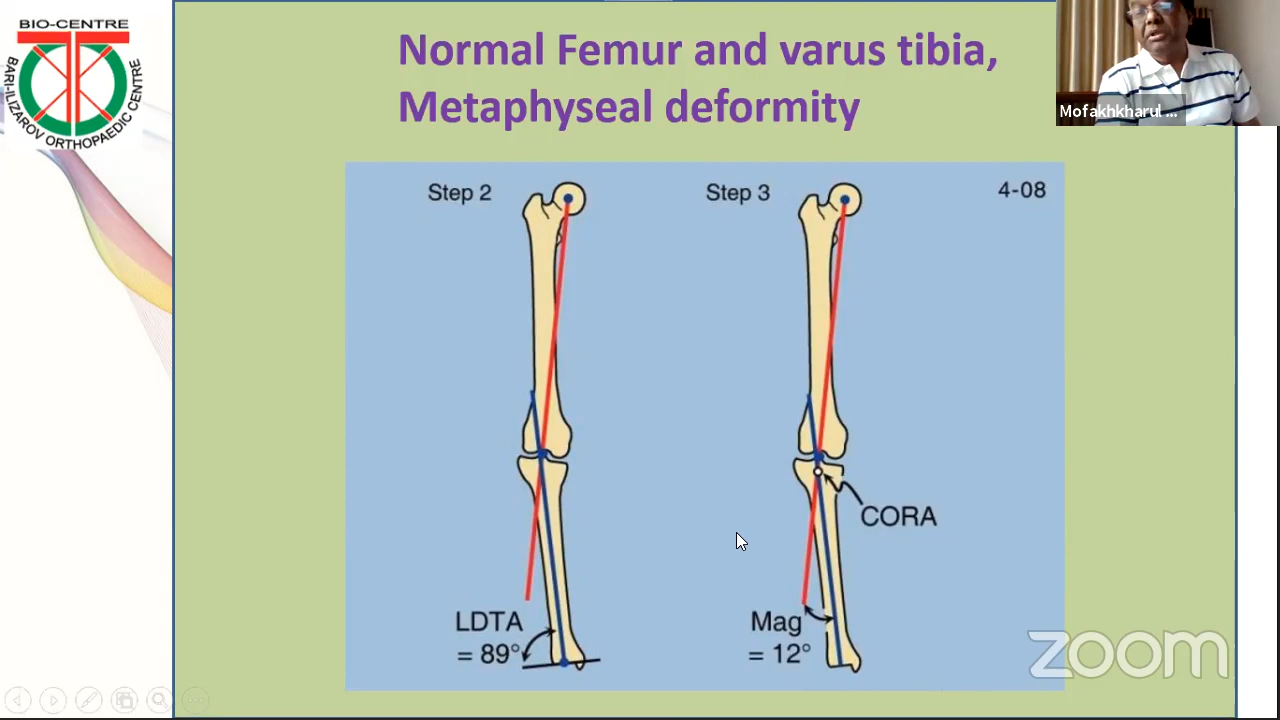 BIO-CENTRE
BARI-ILIZAROV ORTHOPAEDIC CENTRE
Normal Femur and varus tibia,
Metaphyseal deformity
Mofakhkharul ...
Step 2
Step 3
4-08
CORA
LDTA
= 89°
Mag
= 12°
zoom